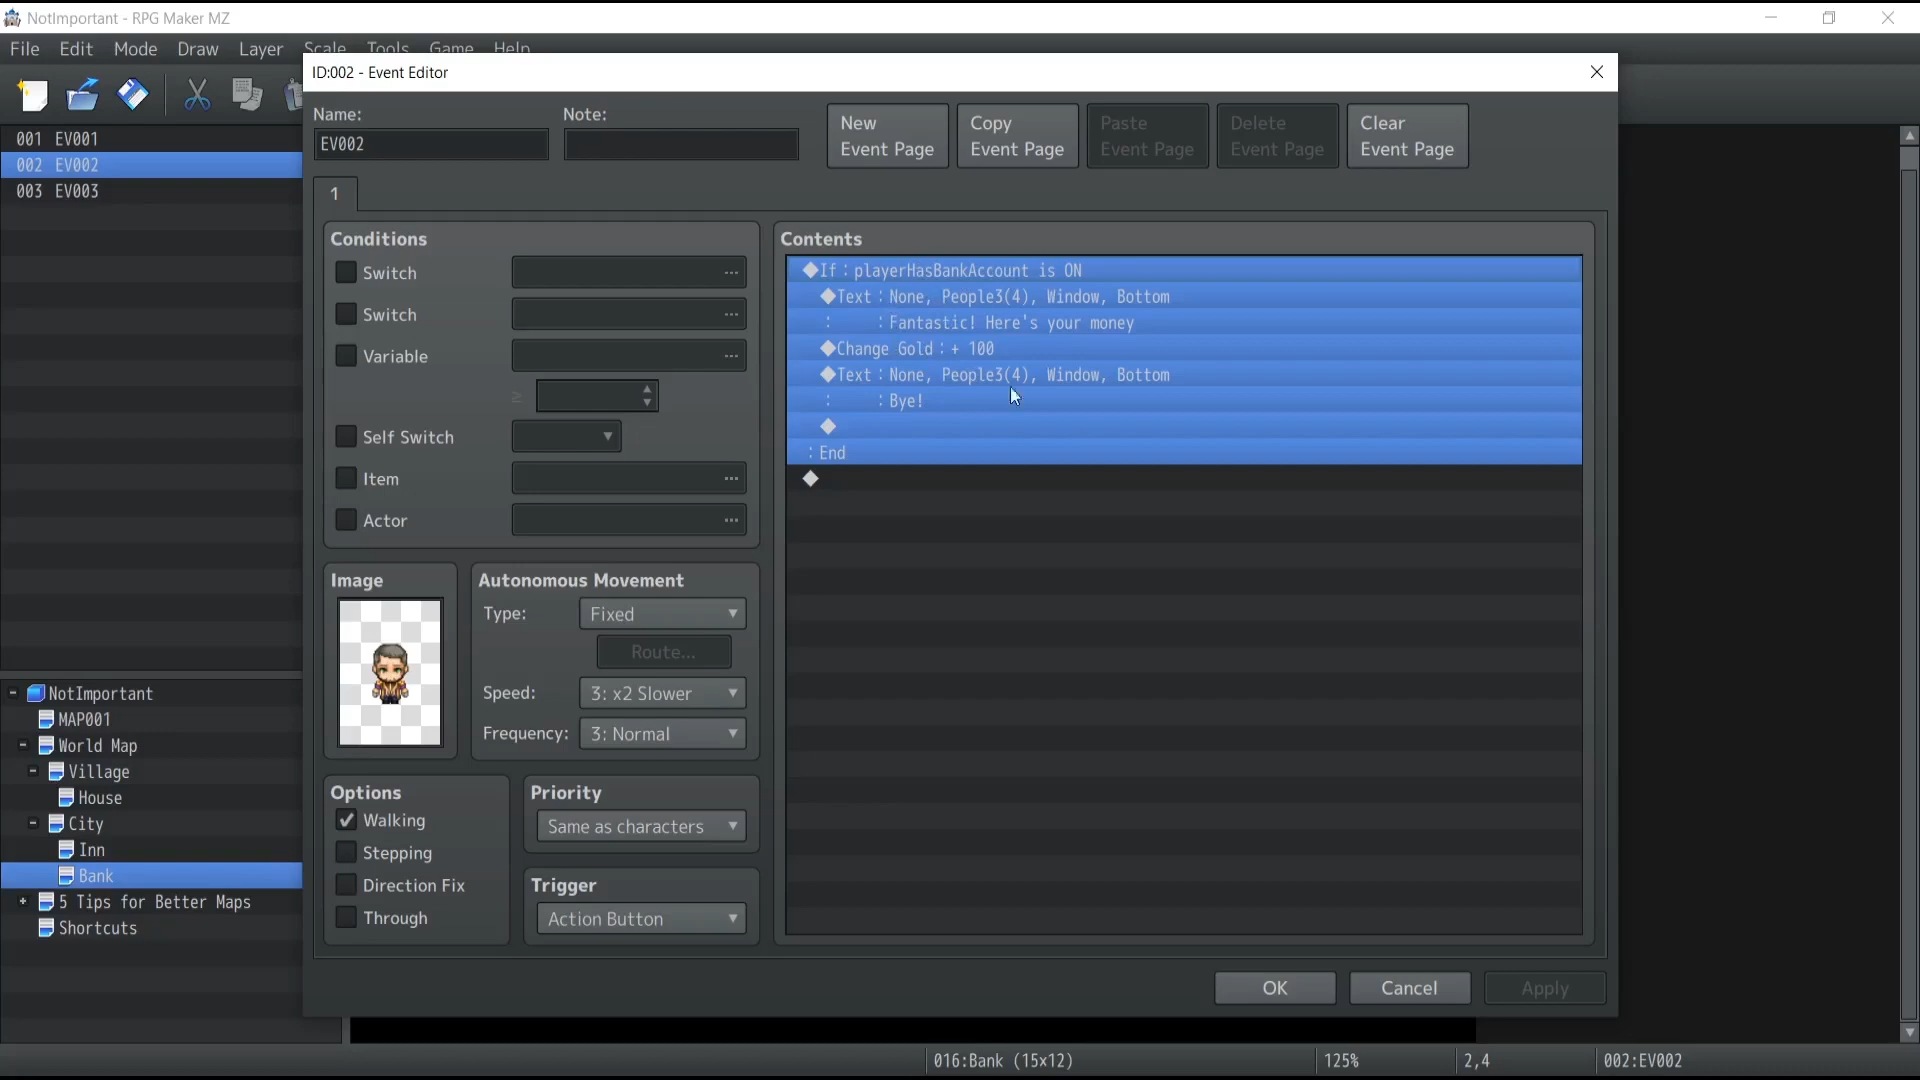 NotImportant - RPG Maker MZ
File Edit Mode Draw Layer Scale Tools Game Help
ID:002 - Event Editor
Name:
Note:
EV002
New Event Page
Copy Event Page
Paste Event Page
Delete Event Page
Clear Event Page
001 EV001
002 EV002
003 EV003
1
Conditions
Switch ...
Switch ...
Variable ...
≥
Self Switch
Item ...
Actor ...
Image
Autonomous Movement
Type: Fixed
Route...
Speed: 3: x2 Slower
Frequency: 3: Normal
Options
Walking
Stepping
Direction Fix
Through
Priority
Same as characters
Trigger
Action Button
Contents
◆If : playerHasBankAccount is ON
◆Text : None, People3(4), Window, Bottom
: : Fantastic! Here's your money
◆Change Gold : + 100
◆Text : None, People3(4), Window, Bottom
: : Bye!
◆
: End
◆
OK
Cancel
Apply
NotImportant
MAP001
World Map
Village
House
City
Inn
Bank
5 Tips for Better Maps
Shortcuts
016:Bank (15x12)
125%
2,4
002:EV002